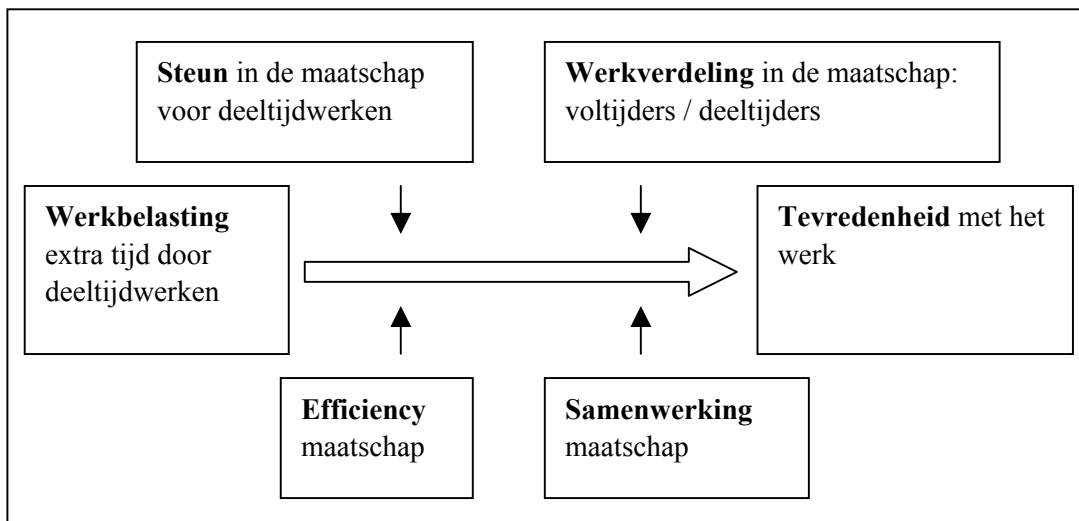 Steun in de maatschap
voor deeltijdwerken
Werkverdeling in de maatschap:
voltijders / deeltijders
Werkbelasting
extra tijd door
deeltijdwerken
Tevredenheid met het
werk
Efficiency
maatschap
Samenwerking
maatschap